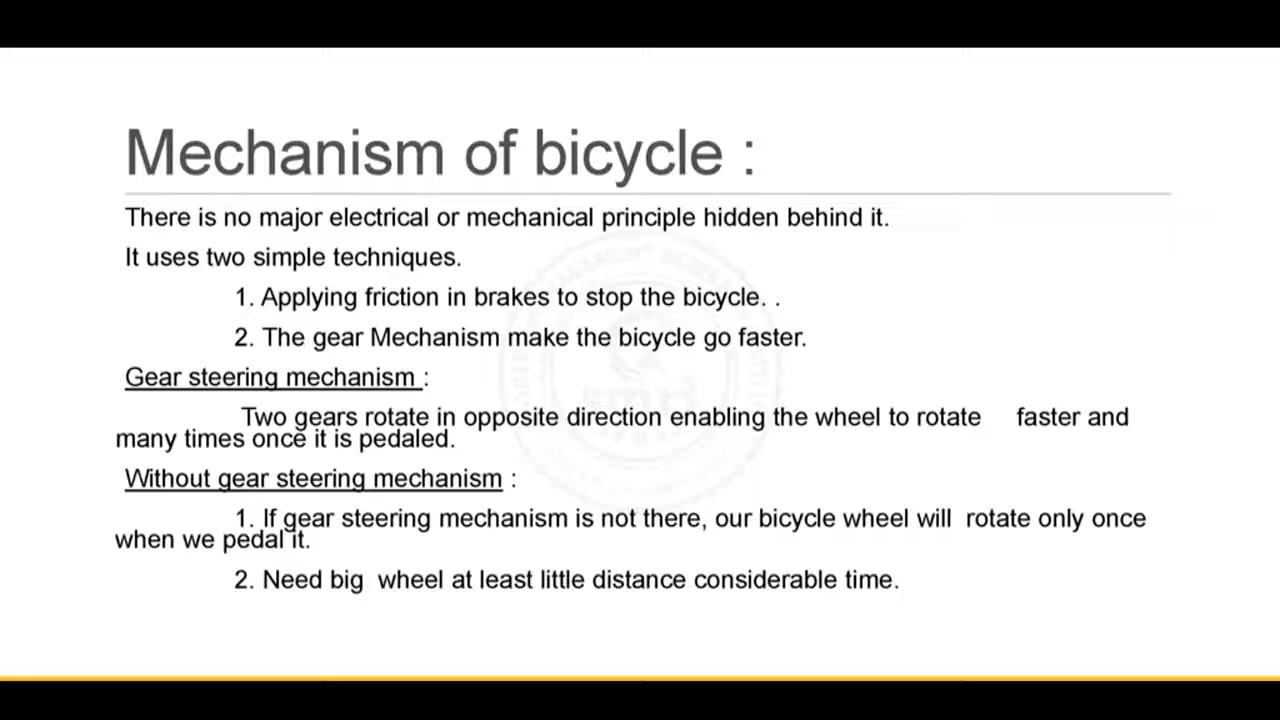 Mechanism of bicycle :
There is no major electrical or mechanical principle hidden behind it.
It uses two simple techniques.
1. Applying friction in brakes to stop the bicycle. .
2. The gear Mechanism make the bicycle go faster.
Gear steering mechanism :
Two gears rotate in opposite direction enabling the wheel to rotate faster and
many times once it is pedaled.
Without gear steering mechanism :
1. If gear steering mechanism is not there, our bicycle wheel will rotate only once
when we pedal it.
2. Need big wheel at least little distance considerable time.